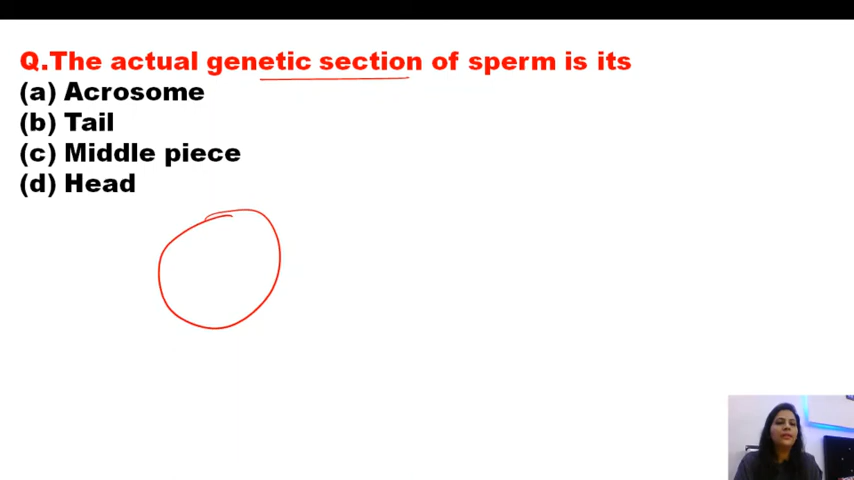 Q.The actual genetic section of sperm is its
(a) Acrosome
(b) Tail
(c) Middle piece
(d) Head